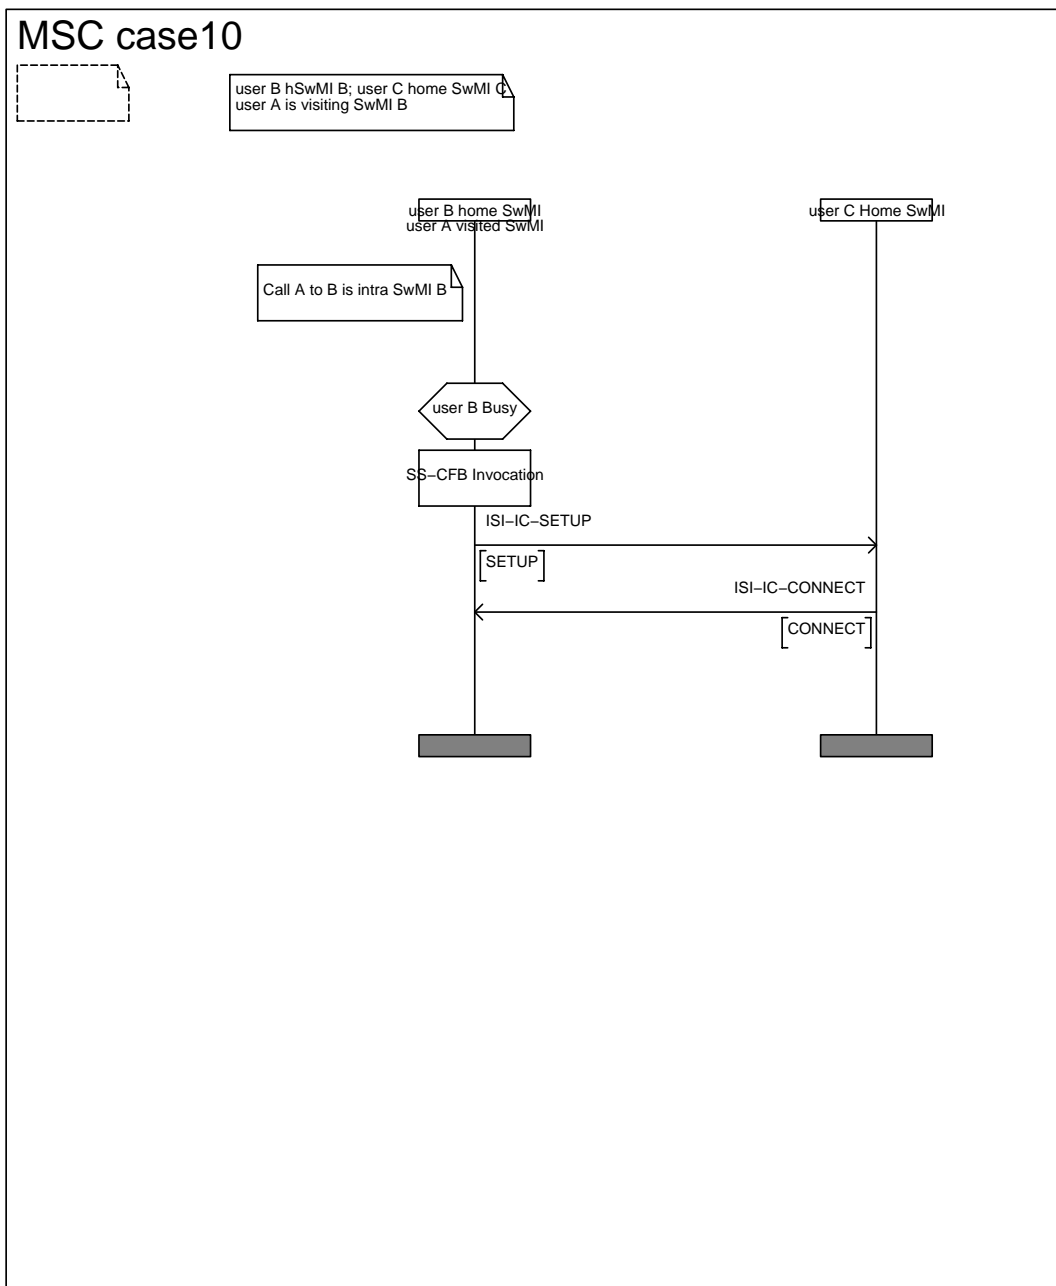 MSC case10
user B hSwMI B; user C home SwMI C
user A is visiting SwMI B
user B home SwMI
user A visited SwMI
user C Home SwMI
Call A to B is intra SwMI B
user B Busy
SS−CFB Invocation
ISI−IC−SETUP
SETUP
ISI−IC−CONNECT
CONNECT